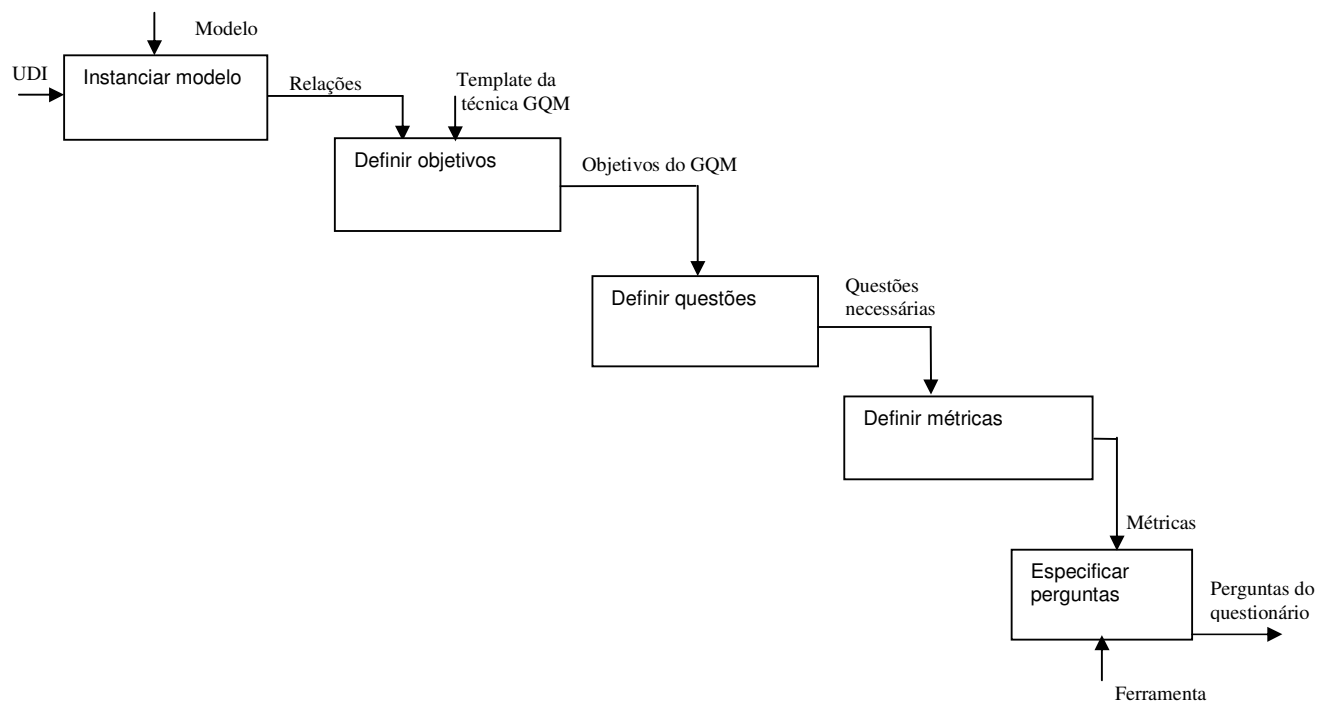 Modelo
UDI
Instanciar modelo
Relações
Template da
técnica GQM
Definir objetivos
Objetivos do GQM
Definir questões
Questões
necessárias
Definir métricas
Métricas
Especificar
perguntas
Perguntas do
questionário
Ferramenta